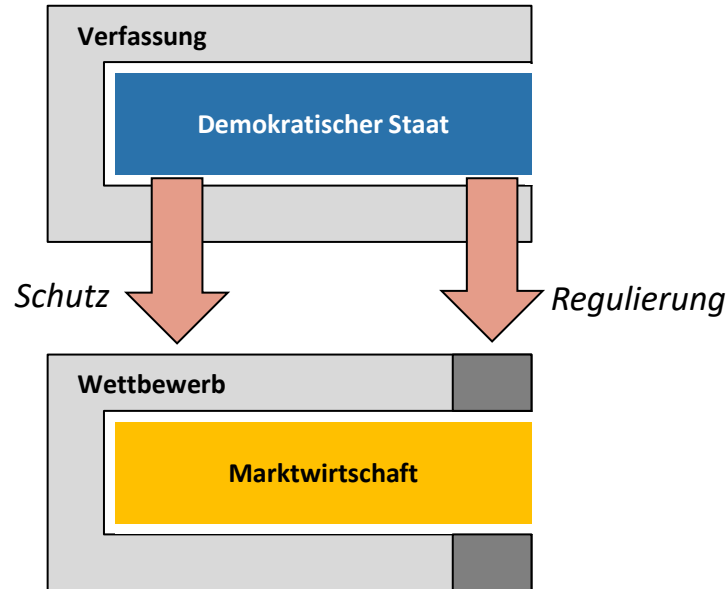 Verfassung
Demokratischer Staat
Schutz
Regulierung
Wettbewerb
Marktwirtschaft